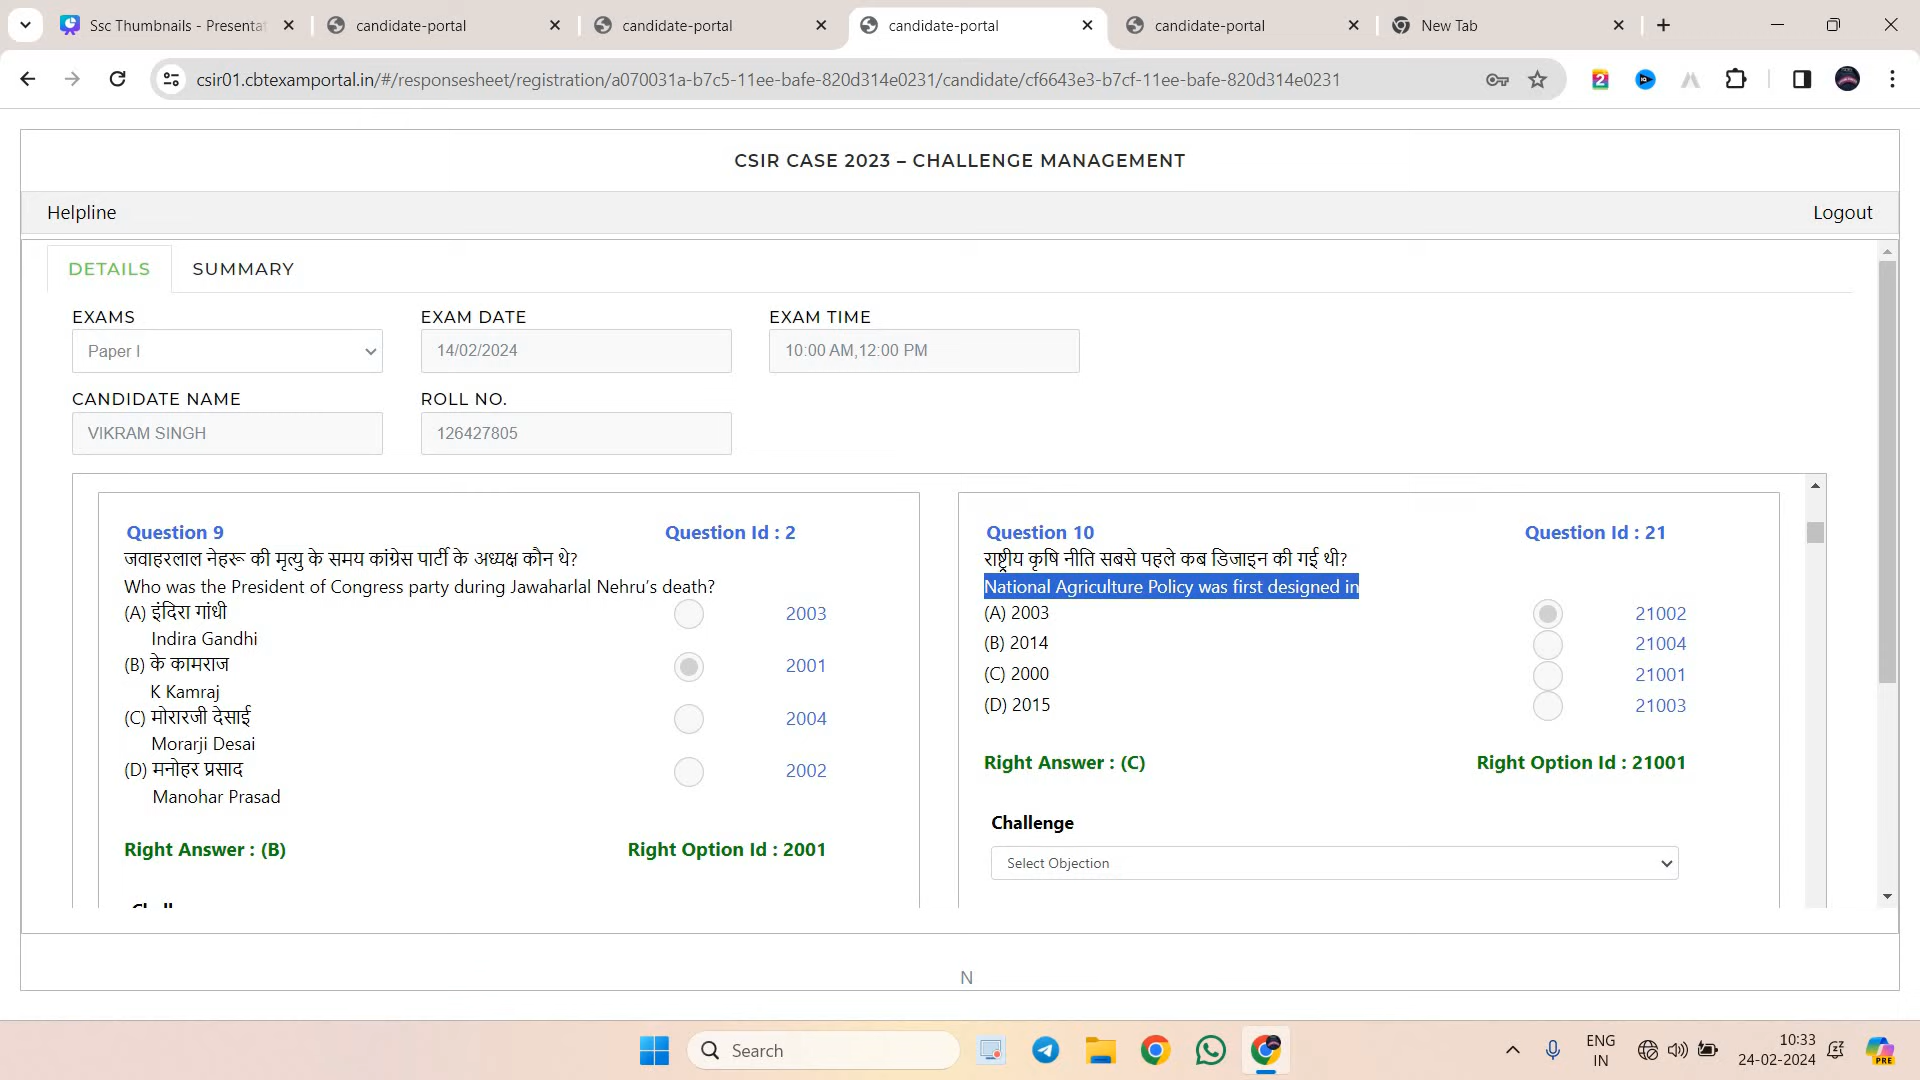 Ssc Thumbnails - Presentat
candidate-portal
candidate-portal
candidate-portal
candidate-portal
New Tab
csir01.cbtexamportal.in/#/responsesheet/registration/a070031a-b7c5-11ee-bafe-820d314e0231/candidate/cf6643e3-b7cf-11ee-bafe-820d314e0231
CSIR CASE 2023 – CHALLENGE MANAGEMENT
Helpline
Logout
DETAILS
SUMMARY
EXAMS
EXAM DATE
EXAM TIME
Paper I
14/02/2024
10:00 AM,12:00 PM
CANDIDATE NAME
ROLL NO.
VIKRAM SINGH
126427805
Question 9
Question Id : 2
जवाहरलाल नेहरू की मृत्यु के समय कांग्रेस पार्टी के अध्यक्ष कौन थे?
Who was the President of Congress party during Jawaharlal Nehru's death?
(A) इंदिरा गांधी
2003
Indira Gandhi
(B) के कामराज
2001
K Kamraj
(C) मोरारजी देसाई
2004
Morarji Desai
(D) मनोहर प्रसाद
2002
Manohar Prasad
Right Answer : (B)
Right Option Id : 2001
Question 10
Question Id : 21
राष्ट्रीय कृषि नीति सबसे पहले कब डिजाइन की गई थी?
National Agriculture Policy was first designed in
(A) 2003
21002
(B) 2014
21004
(C) 2000
21001
(D) 2015
21003
Right Answer : (C)
Right Option Id : 21001
Challenge
Select Objection
N
Search
ENG
IN
10:33
24-02-2024
PRE